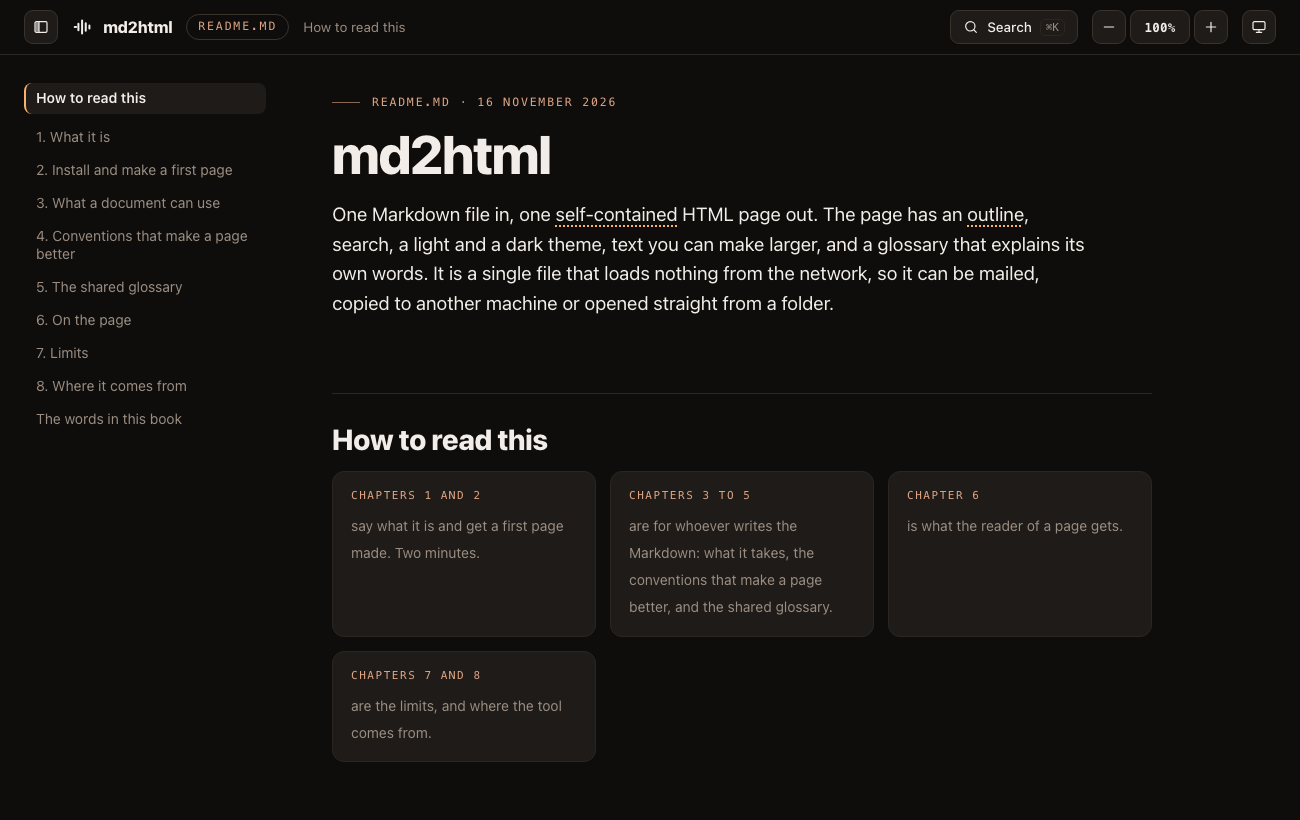 md2html
README.MD
How to read this
Search ⌘K
100%
How to read this
1. What it is
2. Install and make a first page
3. What a document can use
4. Conventions that make a page
better
5. The shared glossary
6. On the page
7. Limits
8. Where it comes from
The words in this book
README.MD · 16 NOVEMBER 2026
md2html
One Markdown file in, one self-contained HTML page out. The page has an outline,
search, a light and a dark theme, text you can make larger, and a glossary that explains its
own words. It is a single file that loads nothing from the network, so it can be mailed,
copied to another machine or opened straight from a folder.
How to read this
CHAPTERS 1 AND 2
say what it is and get a first page
made. Two minutes.
CHAPTERS 3 TO 5
are for whoever writes the
Markdown: what it takes, the
conventions that make a page
better, and the shared glossary.
CHAPTER 6
is what the reader of a page gets.
CHAPTERS 7 AND 8
are the limits, and where the tool
comes from.